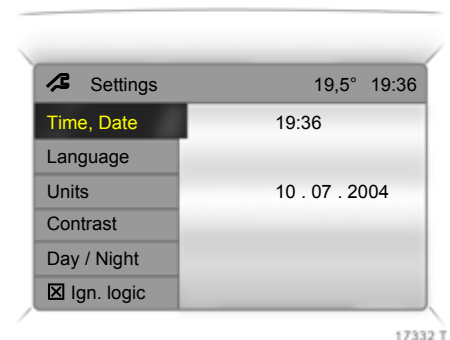 Settings 19,5° 19:36
Time, Date 19:36
Language
Units 10 . 07 . 2004
Contrast
Day / Night
☒ Ign. logic
17332 T